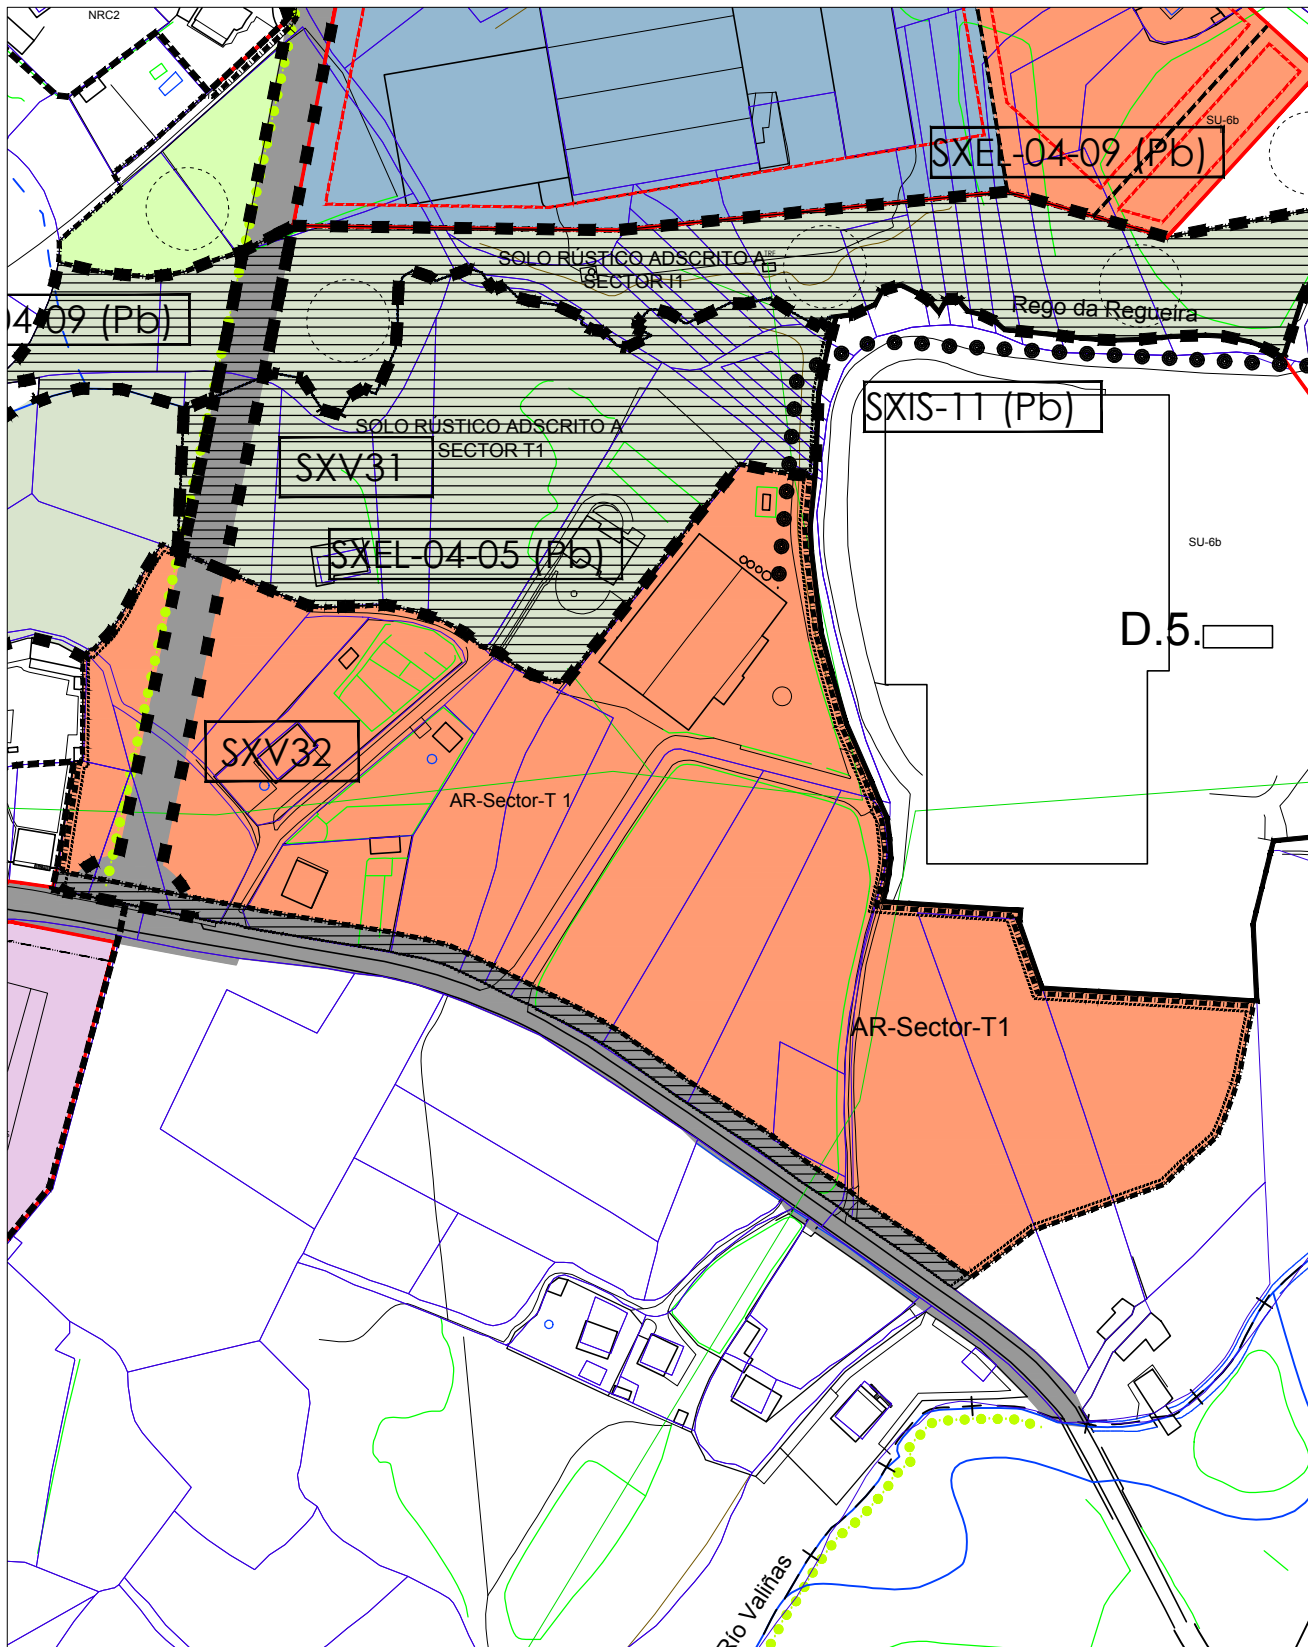 NRC2
SU-6b
SXEL-04-09 (Pb)
SOLO RÚSTICO ADSCRITO A
SECTOR I1
Rego da Regueira
04-09 (Pb)
SXIS-11 (Pb)
SOLO RÚSTICO ADSCRITO A
SECTOR T1
SXV31
SXEL-04-05 (Pb)
SU-6b
D.5.
SXV32
AR-Sector-T 1
AR-Sector-T1
Río Valiñas